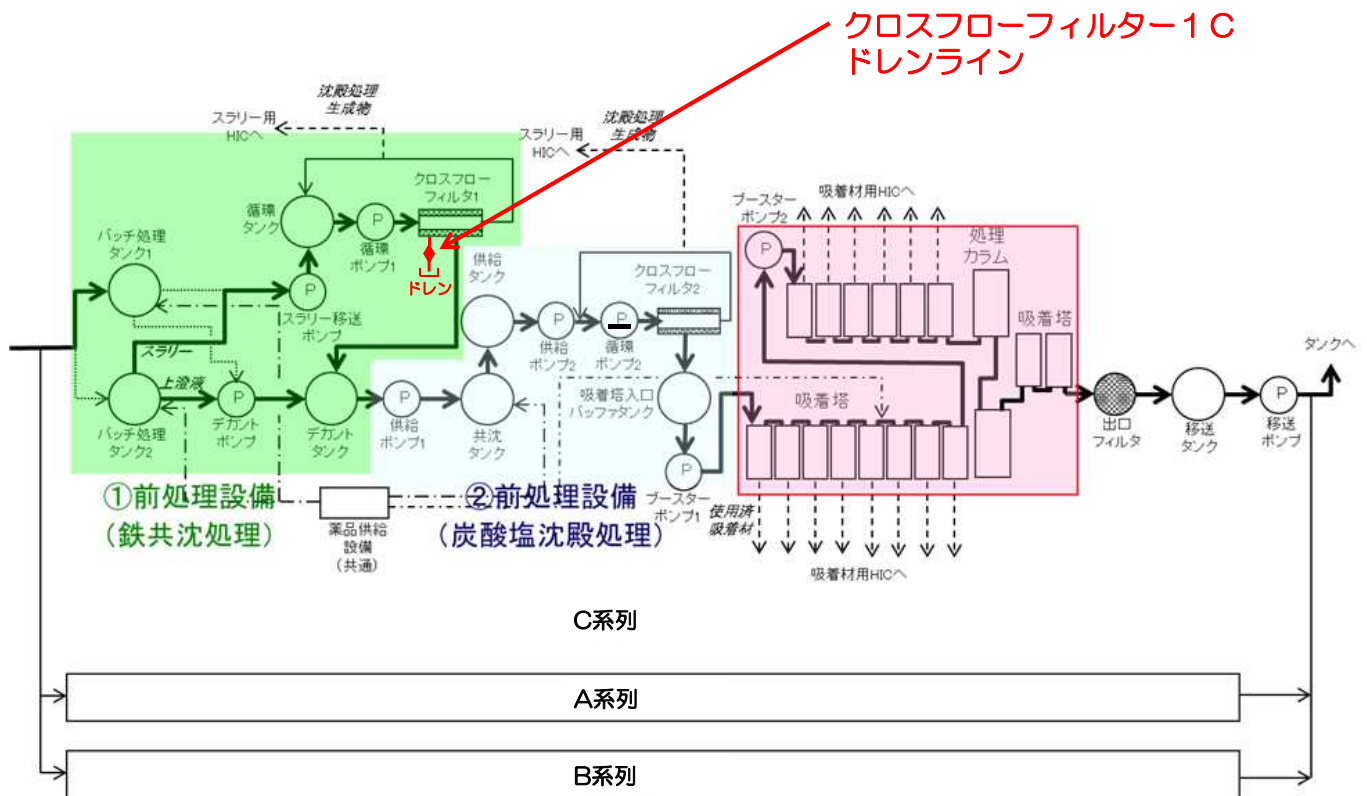 クロスフローフィルター１Ｃ
ドレンライン
沈殿処理
生成物
スラリー用
HICへ
沈殿処理
生成物
スラリー用
HICへ
クロスフロー
フィルタ1
循環
タンク
P
循環
ポンプ1
ドレン
バッチ処理
タンク1
P
スラリー移送
ポンプ
スラリー
上澄液
バッチ処理
タンク2
P
デカント
ポンプ
デカント
タンク
P
供給
ポンプ1
共沈
タンク
供給
タンク
P
供給
ポンプ2
P
循環
ポンプ2
クロスフロー
フィルタ2
吸着塔入口
バッファタンク
P
ブースター
ポンプ1
ブースター
ポンプ2
P
吸着材用HICへ
処理
カラム
吸着塔
吸着塔
使用済
吸着材
吸着材用HICへ
出口
フィルタ
移送
タンク
P
移送
ポンプ
タンクへ
①前処理設備
（鉄共沈処理）
薬品供給
設備
（共通）
②前処理設備
（炭酸塩沈殿処理）
C系列
A系列
B系列